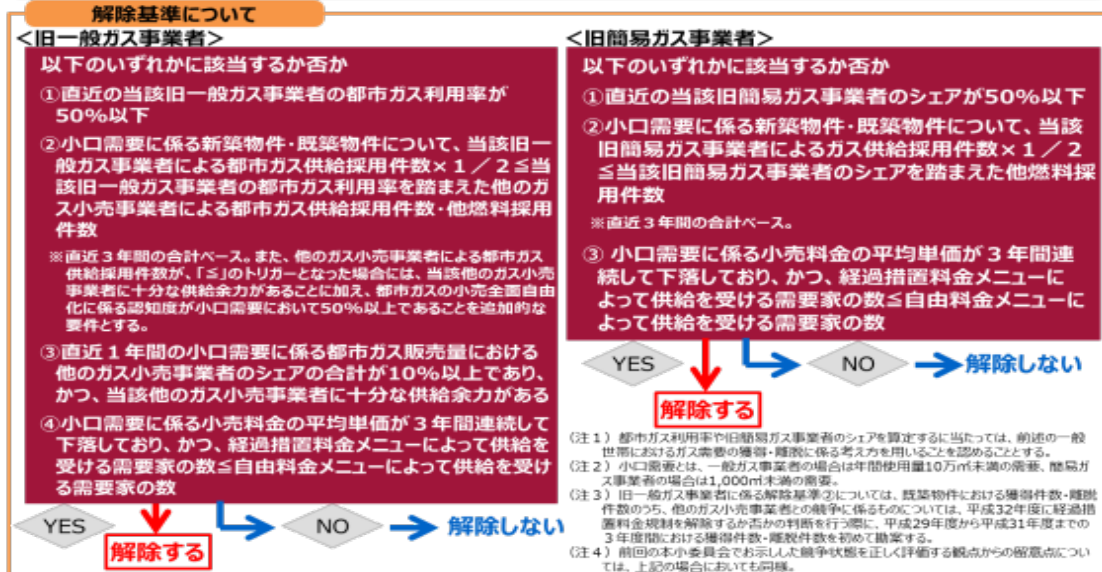 解除基準について
＜旧一般ガス事業者＞
以下のいずれかに該当するか否か
①直近の当該旧一般ガス事業者の都市ガス利用率が
50％以下
②小口需要に係る新築物件・既築物件について、当該旧一
般ガス事業者による都市ガス供給採用件数×１／２≦当
該旧一般ガス事業者の都市ガス利用率を踏まえた他のガ
ス小売事業者による都市ガス供給採用件数・他燃料採用
件数
※直近３年間の合計ベース。また、他のガス小売事業者による都市ガス
供給採用件数が、「≦」のトリガーとなった場合には、当該他のガス小売
事業者に十分な供給余力があることに加え、都市ガスの小売全面自由
化に係る認知度が小口需要において50％以上であることを追加的な
要件とする。
③直近１年間の小口需要に係る都市ガス販売量における
他のガス小売事業者のシェアの合計が10％以上であり、
かつ、当該他のガス小売事業者に十分な供給余力がある
④小口需要に係る小売料金の平均単価が３年間連続して
下落しており、かつ、経過措置料金メニューによって供給を
受ける需要家の数≦自由料金メニューによって供給を受け
る需要家の数
YES
解除する
NO
解除しない
＜旧簡易ガス事業者＞
以下のいずれかに該当するか否か
①直近の当該旧簡易ガス事業者のシェアが50％以下
②小口需要に係る新築物件・既築物件について、当該
旧簡易ガス事業者によるガス供給採用件数×１／２
≦当該旧簡易ガス事業者のシェアを踏まえた他燃料採
用件数
※直近３年間の合計ベース。
③ 小口需要に係る小売料金の平均単価が３年間連
続して下落しており、かつ、経過措置料金メニューに
よって供給を受ける需要家の数≦自由料金メニューに
よって供給を受ける需要家の数
YES
解除する
NO
解除しない
（注１）都市ガス利用率や旧簡易ガス事業者のシェアを算定するに当たっては、前述の一般
世帯におけるガス需要の獲得・離脱に係る考え方を用いることを認めることとする。
（注２）小口需要とは、一般ガス事業者の場合は年間使用量10万㎥未満の需要、簡易ガ
ス事業者の場合は1,000㎥未満の需要。
（注３）旧一般ガス事業者に係る解除基準②については、既築物件における獲得件数・離脱
件数のうち、他のガス小売事業者との競争に係るものについては、平成32年度に経過措
置料金規制を解除するか否かの判断を行う際に、平成29年度から平成31年度までの
３年度間における獲得件数・離脱件数を初めて勘案する。
（注４）前回の本小委員会でお示しした競争状態を正しく評価する観点からの留意点につい
ては、上記の場合においても同様。